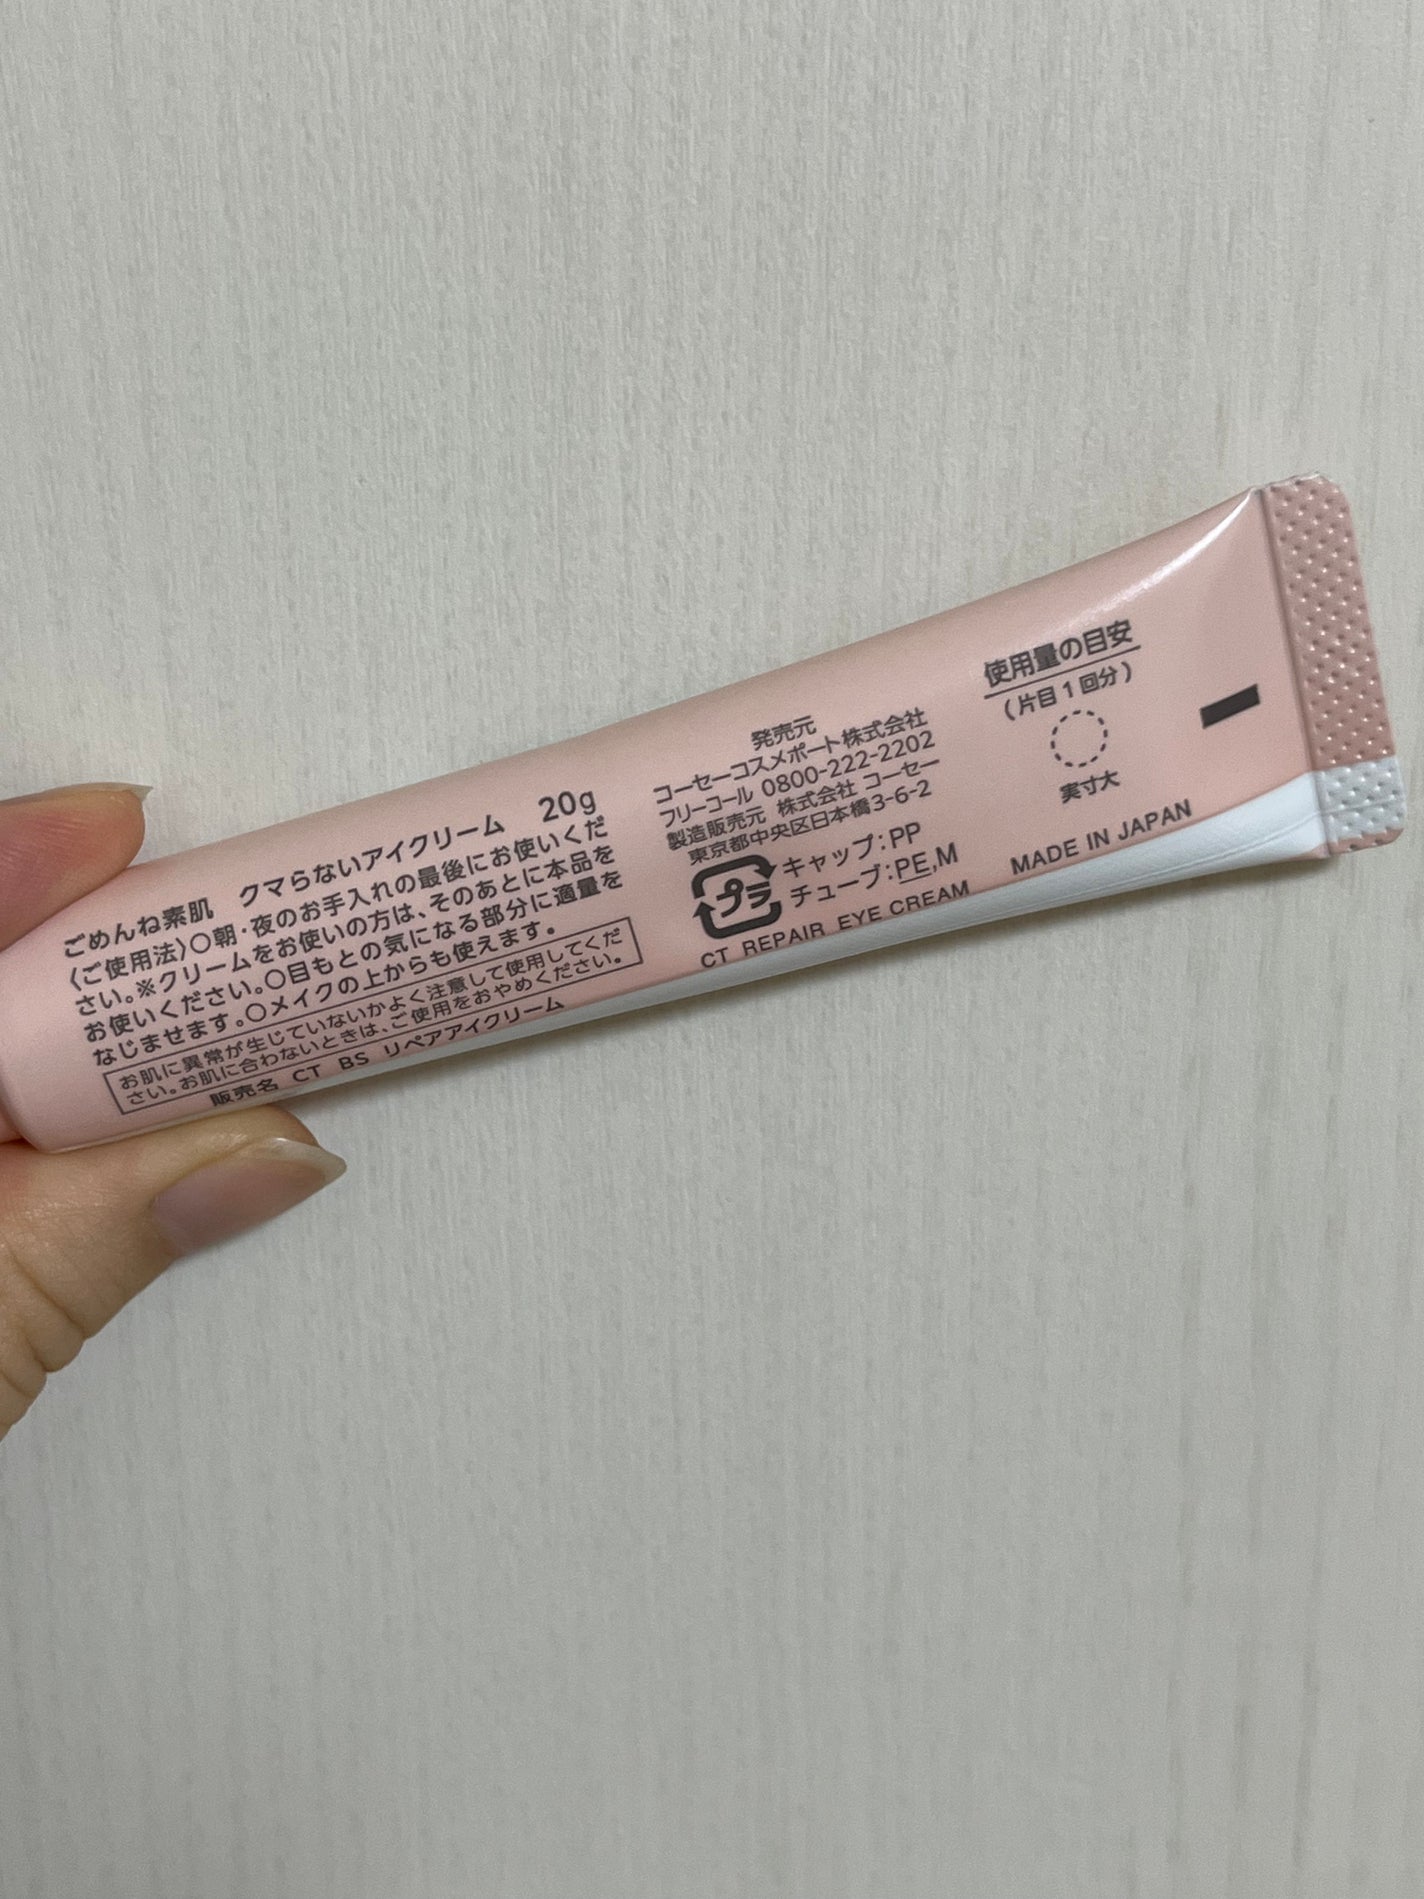 ごめんね素肌 クマらないアイクリーム 20g
〈ご使用法〉○朝・夜のお手入れの最後にお使いくだ
さい。※クリームをお使いの方は、そのあとに本品を
お使いください。○目もとの気になる部分に適量を
なじませます。○メイクの上からも使えます。
お肌に異常が生じていないかよく注意して使用してくだ
さい。お肌に合わないときは、ご使用をおやめください。
販売名 CT BS リペアアイクリーム
発売元
コーセーコスメポート株式会社
フリーコール 0800-222-2202
製造販売元 株式会社 コーセー
東京都中央区日本橋3-6-2
プラ
キャップ:PP
チューブ:PE,M
CT REPAIR EYE CREAM
使用量の目安
(片目1回分)
実寸大
MADE IN JAPAN